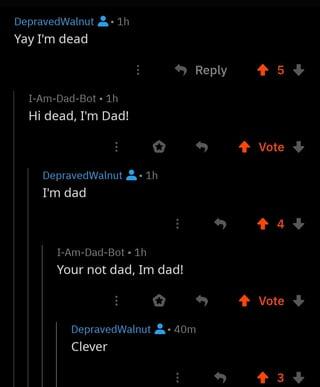 DepravedWalnut • 1h
Yay I'm dead
Reply 5
I-Am-Dad-Bot • 1h
Hi dead, I'm Dad!
Vote
DepravedWalnut • 1h
I'm dad
4
I-Am-Dad-Bot • 1h
Your not dad, Im dad!
Vote
DepravedWalnut • 40m
Clever
3